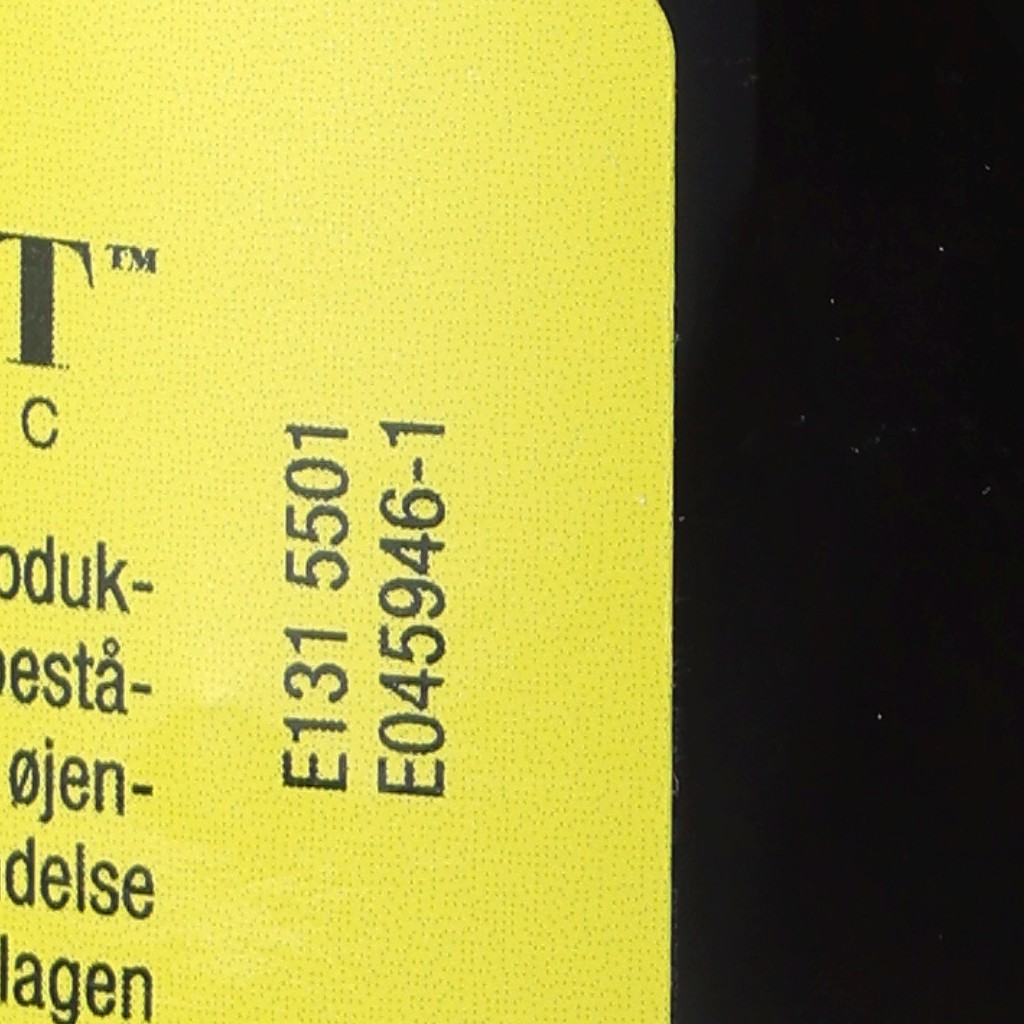 T™
C
oduk-
bestå-
øjen-
delse
lagen
E131 5501
E045946-1